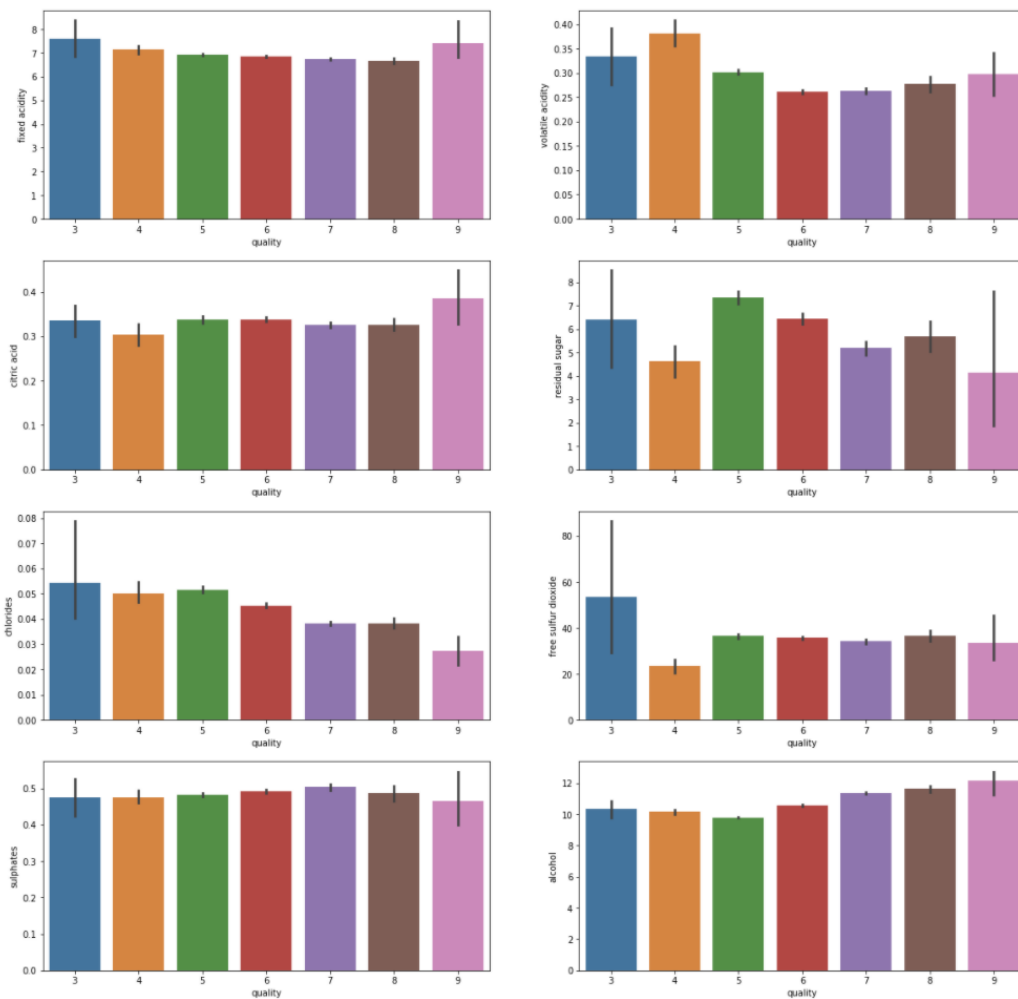 8
7
6
5
4
3
2
1
0
fixed acidity
3 4 5 6 7 8 9
quality
0.40
0.35
0.30
0.25
0.20
0.15
0.10
0.05
0.00
volatile acidity
3 4 5 6 7 8 9
quality
0.4
0.3
0.2
0.1
0.0
citric acid
3 4 5 6 7 8 9
quality
8
7
6
5
4
3
2
1
0
residual sugar
3 4 5 6 7 8 9
quality
0.08
0.07
0.06
0.05
0.04
0.03
0.02
0.01
0.00
chlorides
3 4 5 6 7 8 9
quality
80
60
40
20
0
free sulfur dioxide
3 4 5 6 7 8 9
quality
0.5
0.4
0.3
0.2
0.1
0.0
sulphates
3 4 5 6 7 8 9
quality
12
10
8
6
4
2
0
alcohol
3 4 5 6 7 8 9
quality